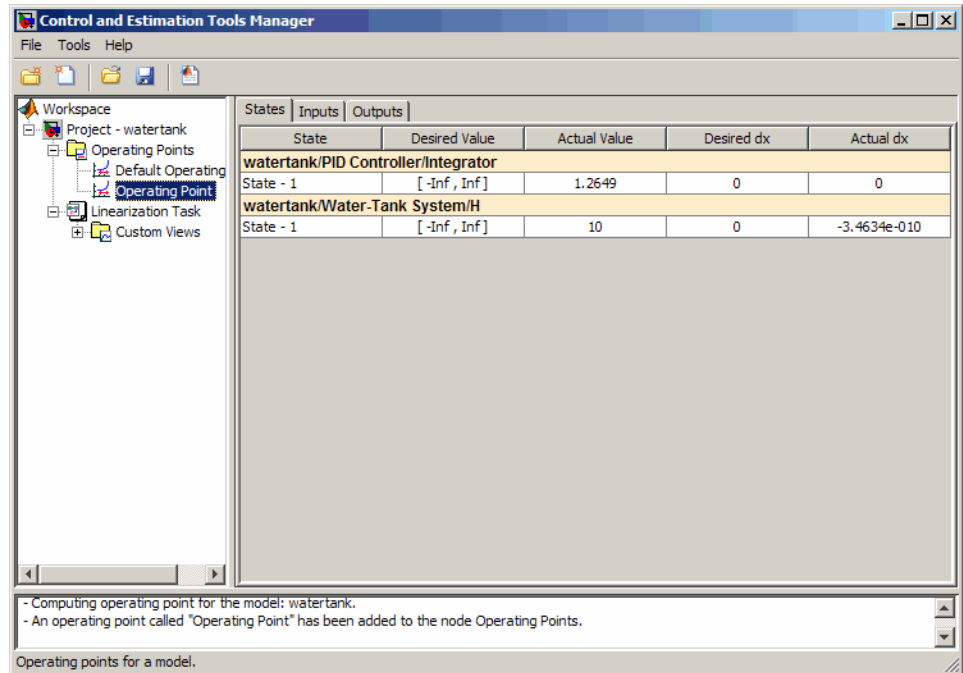 Control and Estimation Tools Manager
File Tools Help
Workspace
Project - watertank
Operating Points
Default Operating
Operating Point
Linearization Task
Custom Views
States Inputs Outputs
State Desired Value Actual Value Desired dx Actual dx
watertank/PID Controller/Integrator
State - 1 [ -Inf , Inf ] 1.2649 0 0
watertank/Water-Tank System/H
State - 1 [ -Inf , Inf ] 10 0 -3.4634e-010
- Computing operating point for the model: watertank.
- An operating point called "Operating Point" has been added to the node Operating Points.
Operating points for a model.